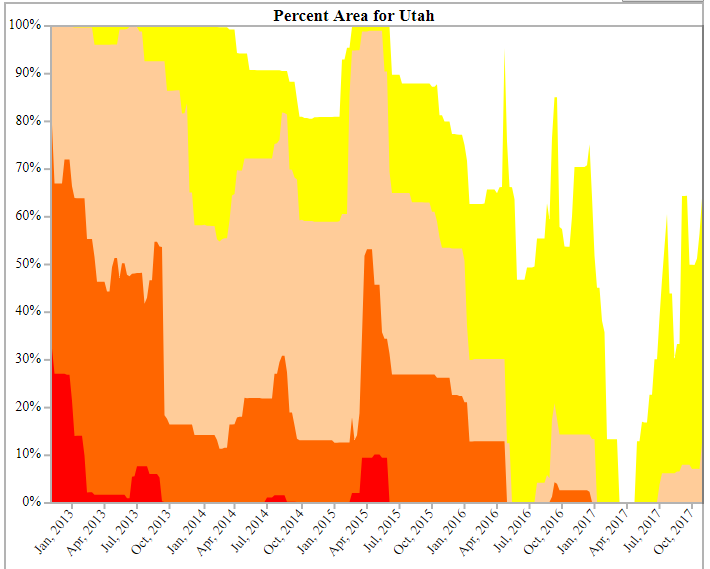 Percent Area for Utah
100%
90%
80%
70%
60%
50%
40%
30%
20%
10%
0%
Jan, 2013
Apr, 2013
Jul, 2013
Oct, 2013
Jan, 2014
Apr, 2014
Jul, 2014
Oct, 2014
Jan, 2015
Apr, 2015
Jul, 2015
Oct, 2015
Jan, 2016
Apr, 2016
Jul, 2016
Oct, 2016
Jan, 2017
Apr, 2017
Jul, 2017
Oct, 2017